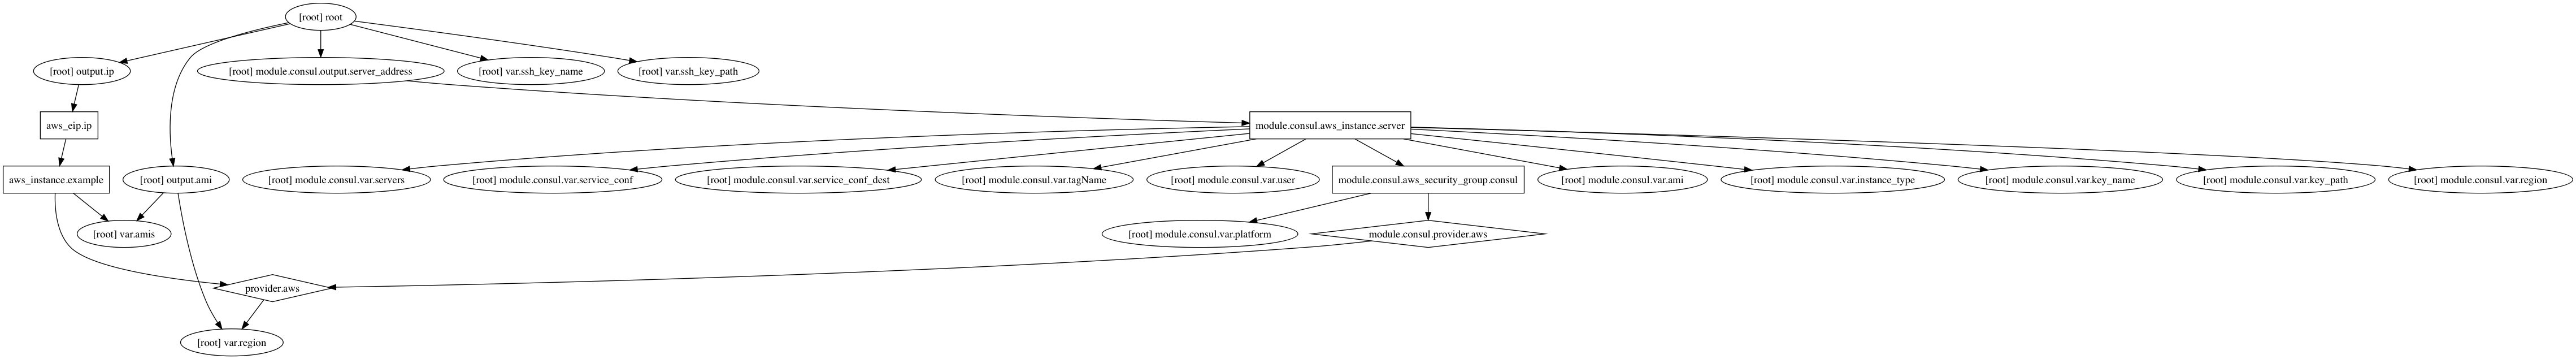 [root] root
[root] output.ip
[root] module.consul.output.server_address
[root] var.ssh_key_name
[root] var.ssh_key_path
aws_eip.ip
module.consul.aws_instance.server
aws_instance.example
[root] output.ami
[root] module.consul.var.servers
[root] module.consul.var.service_conf
[root] module.consul.var.service_conf_dest
[root] module.consul.var.tagName
[root] module.consul.var.user
module.consul.aws_security_group.consul
[root] module.consul.var.ami
[root] module.consul.var.instance_type
[root] module.consul.var.key_name
[root] module.consul.var.key_path
[root] module.consul.var.region
[root] var.amis
[root] module.consul.var.platform
module.consul.provider.aws
provider.aws
[root] var.region